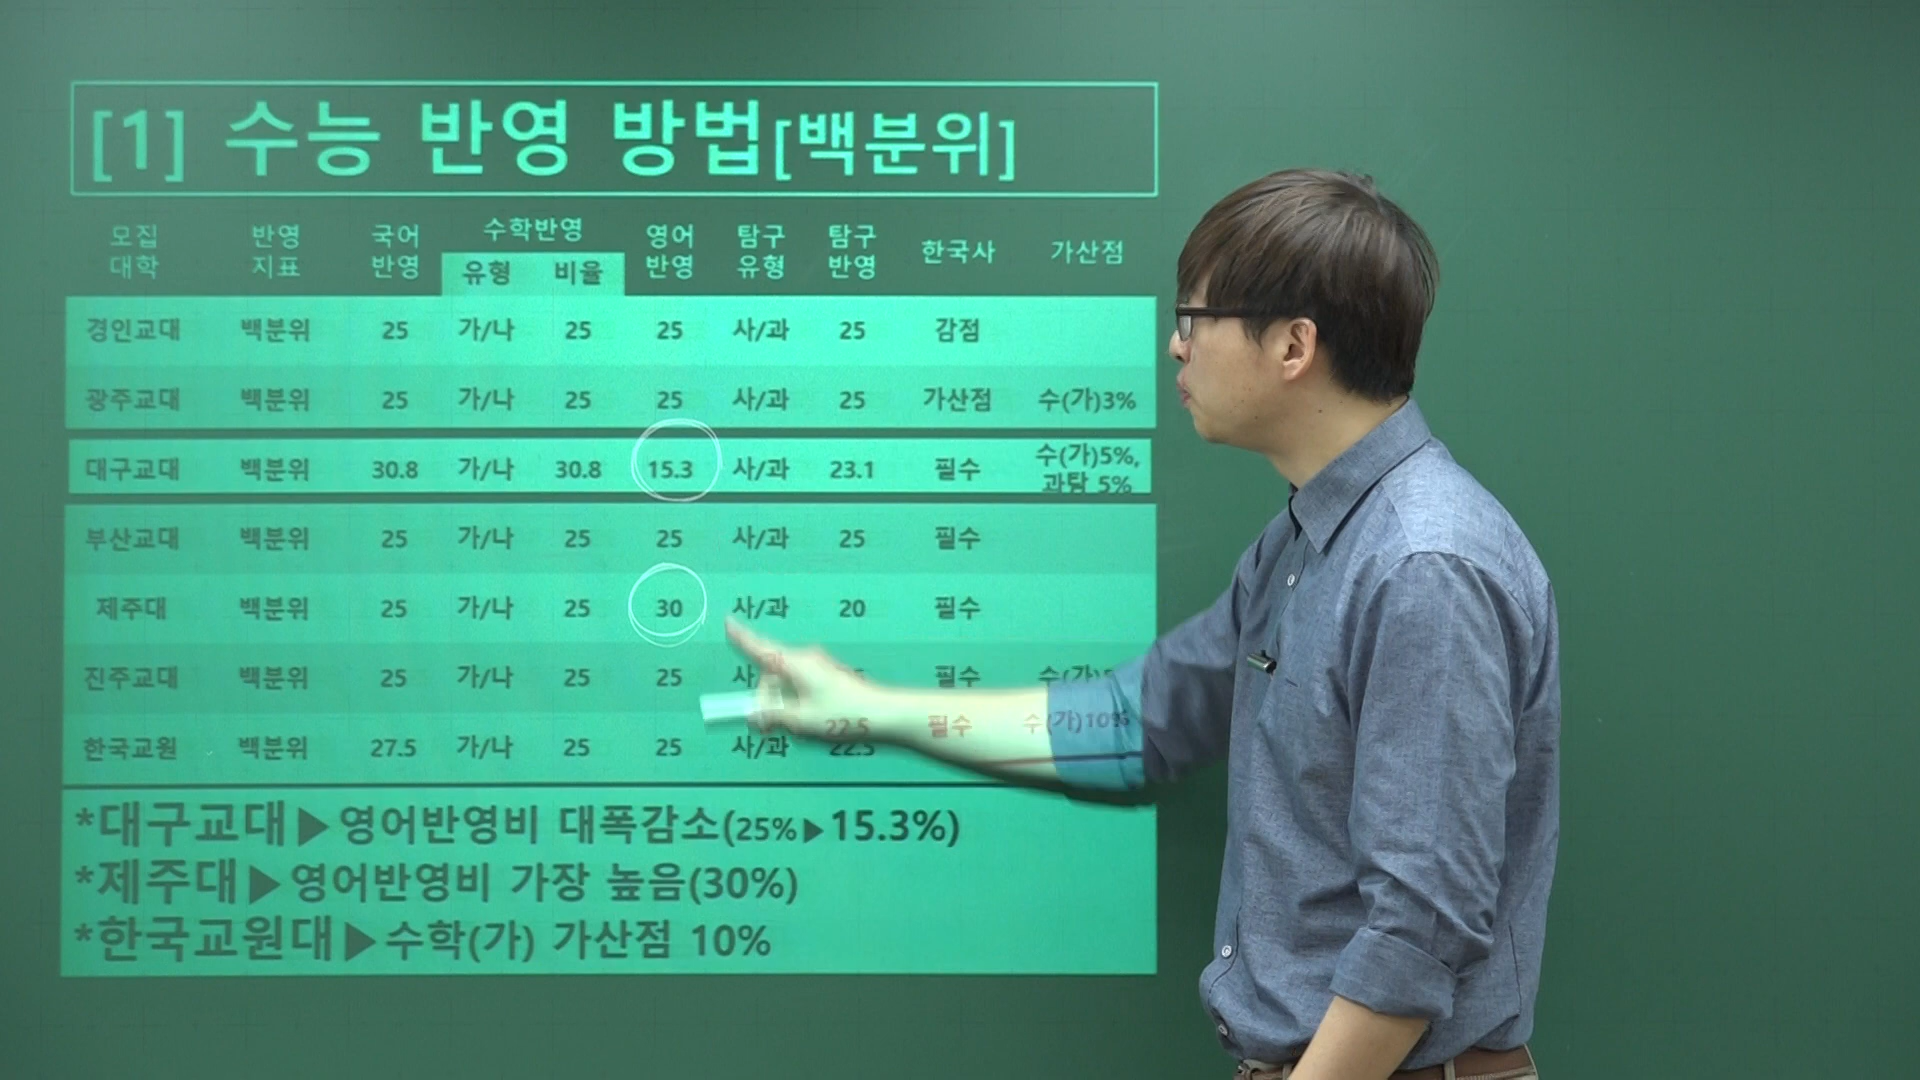 [1] 수능 반영 방법[백분위]
모집 대학 반영 지표 국어 반영 수학반영 유형 비율 영어 반영 탐구 유형 탐구 반영 한국사 가산점
경인교대 백분위 25 가/나 25 25 사/과 25 감점
광주교대 백분위 25 가/나 25 25 사/과 25 가산점 수(가)3%
대구교대 백분위 30.8 가/나 30.8 15.3 사/과 23.1 필수 수(가)5%, 과탐 5%
부산교대 백분위 25 가/나 25 25 사/과 25 필수
제주대 백분위 25 가/나 25 30 사/과 20 필수
진주교대 백분위 25 가/나 25 25 필수
한국교원 백분위 27.5 가/나 25 25 사/과 22.5 필수 수(가)10%
*대구교대▶영어반영비 대폭감소(25%▶15.3%)
*제주대▶영어반영비 가장 높음(30%)
*한국교원대▶수학(가) 가산점 10%